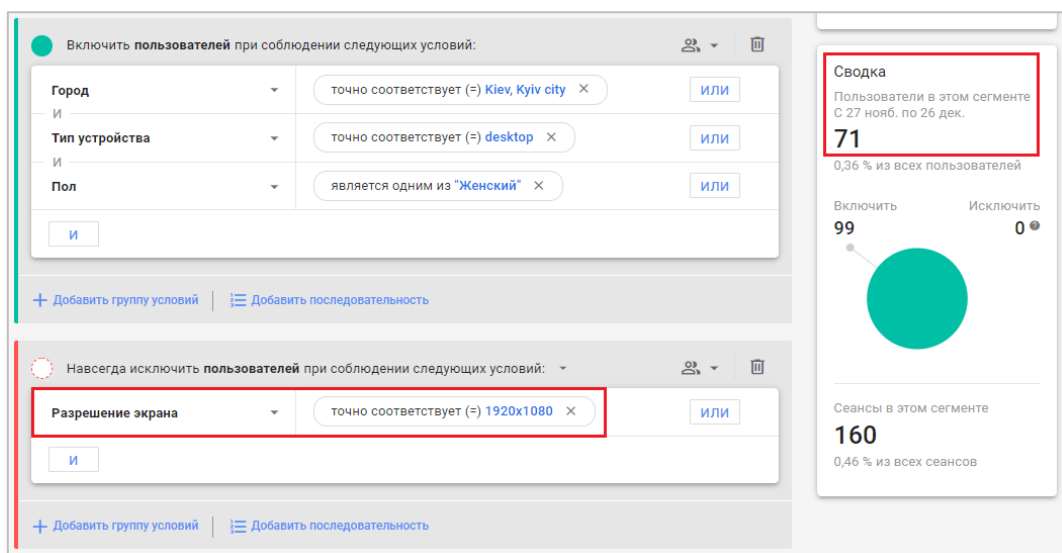 Включить пользователей при соблюдении следующих условий:
Город
точно соответствует (=) Kiev, Kyiv city
ИЛИ
И
Тип устройства
точно соответствует (=) desktop
ИЛИ
И
Пол
является одним из "Женский"
ИЛИ
И
Добавить группу условий
Добавить последовательность
Навсегда исключить пользователей при соблюдении следующих условий:
Разрешение экрана
точно соответствует (=) 1920x1080
ИЛИ
И
Добавить группу условий
Добавить последовательность
Сводка
Пользователи в этом сегменте
С 27 нояб. по 26 дек.
71
0,36 % из всех пользователей
Включить
Исключить
99
0
Сеансы в этом сегменте
160
0,46 % из всех сеансов